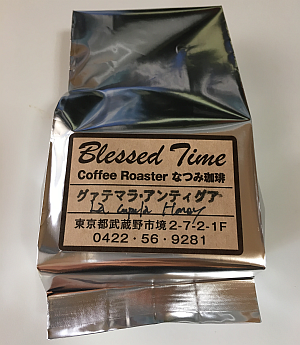 Blessed Time
Coffee Roaster なつみ珈琲
グァテマラ・アンティグア
La Honey
東京都武蔵野市境2-7-2-1F
0422・56・9281